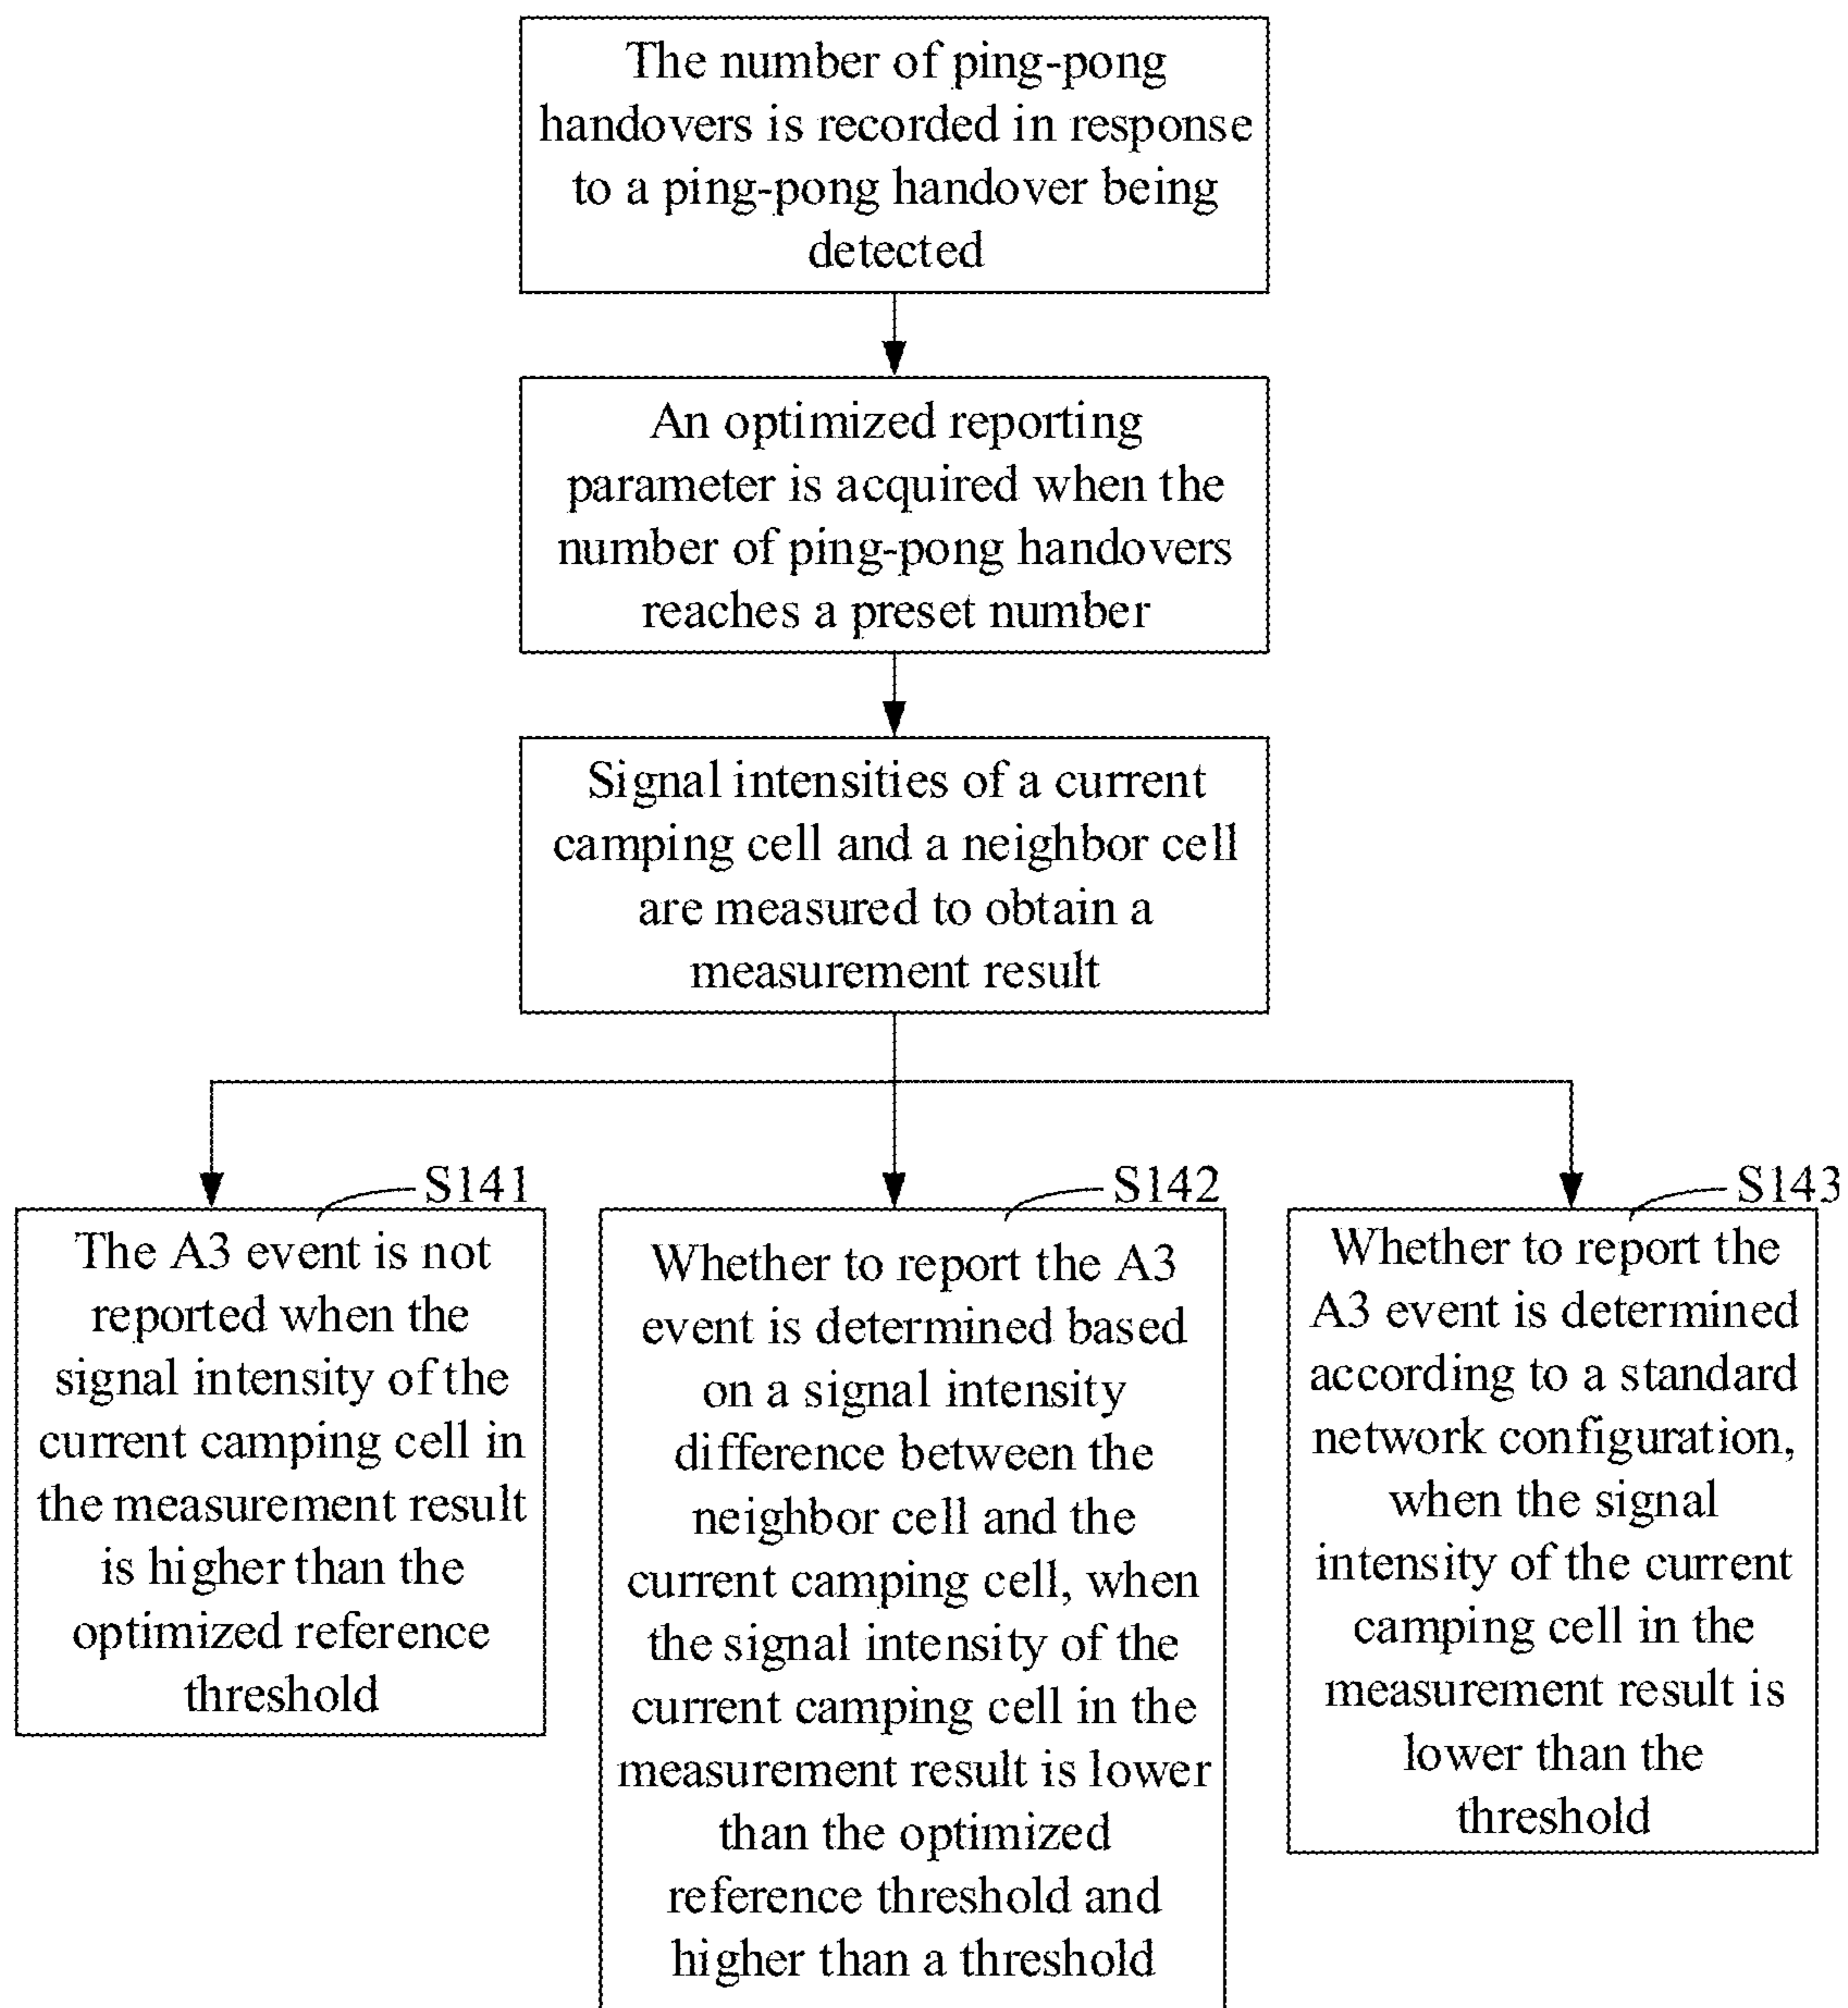 The number of ping-pong
handovers is recorded in response
to a ping-pong handover being
detected
An optimized reporting
parameter is acquired when the
number of ping-pong handovers
reaches a preset number
Signal intensities of a current
camping cell and a neighbor cell
are measured to obtain a
measurement result
S141
The A3 event is not
reported when the
signal intensity of the
current camping cell in
the measurement result
is higher than the
optimized reference
threshold
S142
Whether to report the A3
event is determined based
on a signal intensity
difference between the
neighbor cell and the
current camping cell, when
the signal intensity of the
current camping cell in the
measurement result is lower
than the optimized
reference threshold and
higher than a threshold
S143
Whether to report the
A3 event is determined
according to a standard
network configuration,
when the signal
intensity of the current
camping cell in the
measurement result is
lower than the
threshold